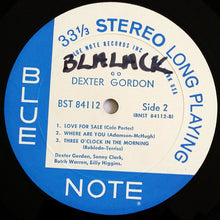 33⅓ STEREO LONG PLAYING
BLUE NOTE RECORDS INC
U.S.A.
BLALACK
GO
DEXTER GORDON
BST 84112
Side 2
(BNST 84112-B)
1. LOVE FOR SALE (Cole Porter)
2. WHERE ARE YOU (Adamson-McHugh)
3. THREE O'CLOCK IN THE MORNING
(Robledo-Terriss)
Dexter Gordon, Sonny Clark,
Butch Warren, Billy Higgins.
BLUE
NOTE